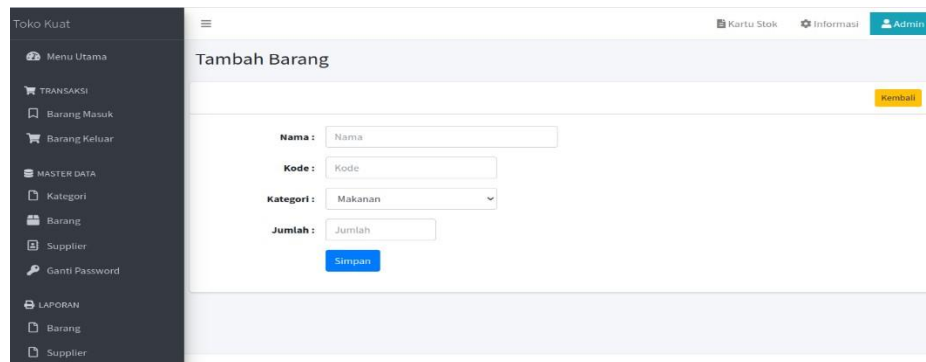 Toko Kuat
Kartu Stok Informasi Admin
Menu Utama
TRANSAKSI
Barang Masuk
Barang Keluar
MASTER DATA
Kategori
Barang
Supplier
Ganti Password
LAPORAN
Barang
Supplier
Tambah Barang
Kembali
Nama : Nama
Kode : Kode
Kategori : Makanan
Jumlah : Jumlah
Simpan